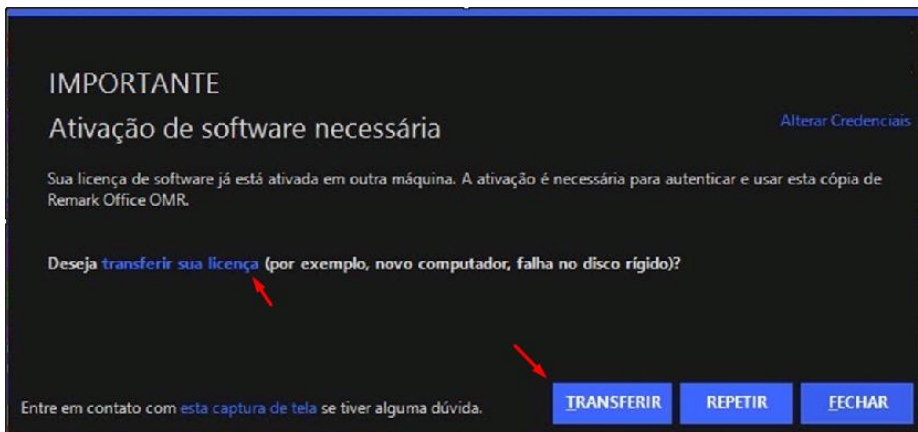 IMPORTANTE
Ativação de software necessária
Alterar Credenciais
Sua licença de software já está ativada em outra máquina. A ativação é necessária para autenticar e usar esta cópia de
Remark Office OMR.
Deseja transferir sua licença (por exemplo, novo computador, falha no disco rígido)?
Entre em contato com esta captura de tela se tiver alguma dúvida.
TRANSFERIR
REPETIR
FECHAR